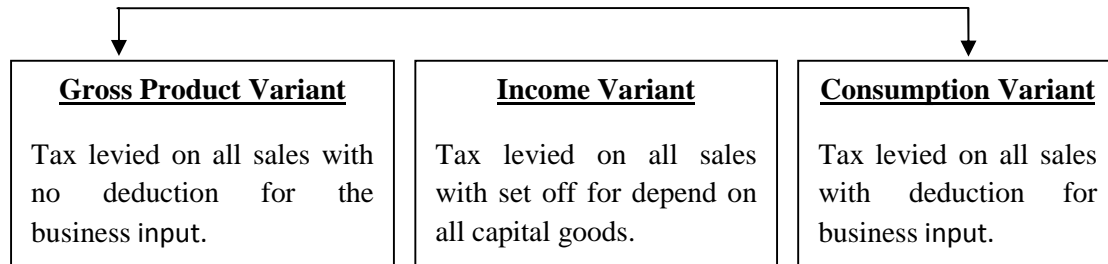 Gross Product Variant
Tax levied on all sales with
no deduction for the
business input.
Income Variant
Tax levied on all sales
with set off for depend on
all capital goods.
Consumption Variant
Tax levied on all sales
with deduction for
business input.